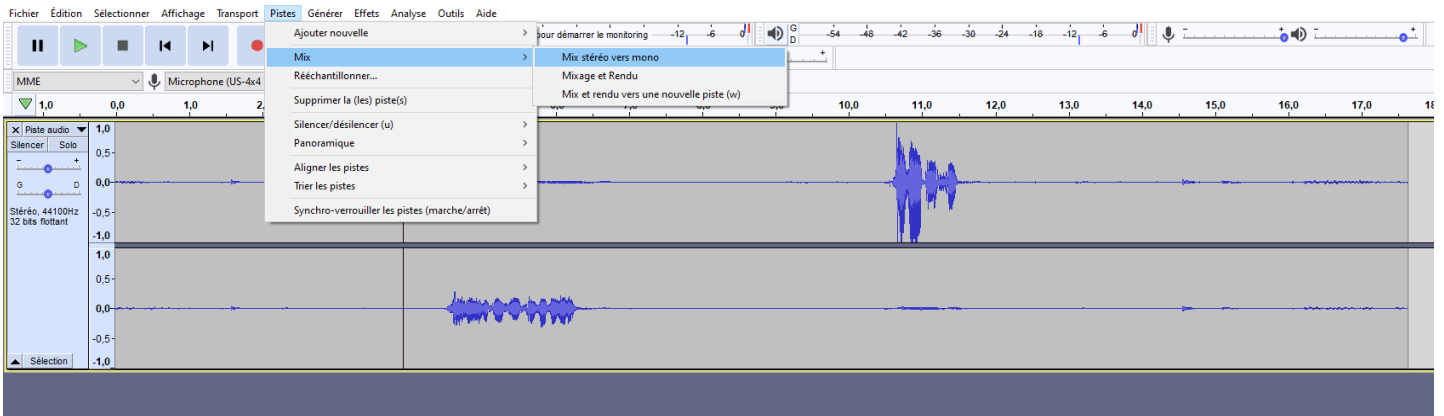 Fichier Édition Sélectionner Affichage Transport Pistes Générer Effets Analyse Outils Aide
Ajouter nouvelle
Mix
Rééchantillonner...
Supprimer la (les) piste(s)
Silencer/désilencer (u)
Panoramique
Aligner les pistes
Trier les pistes
Synchro-verrouiller les pistes (marche/arrêt)
Mix stéréo vers mono
Mixage et Rendu
Mix et rendu vers une nouvelle piste (w)
pour démarrer le monitoring -12 -6 0
G
D
-54 -48 -42 -36 -30 -24 -18 -12 -6 0
- +
- +
+
MME
Microphone (US-4x4
1,0 0,0 1,0 2, 10,0 11,0 12,0 13,0 14,0 15,0 16,0 17,0 18
X Piste audio
Silencer Solo
- +
G D
Stéréo, 44100Hz
32 bits flottant
Sélection
1,0
0,5
0,0
-0,5
-1,0
1,0
0,5
0,0
-0,5
-1,0